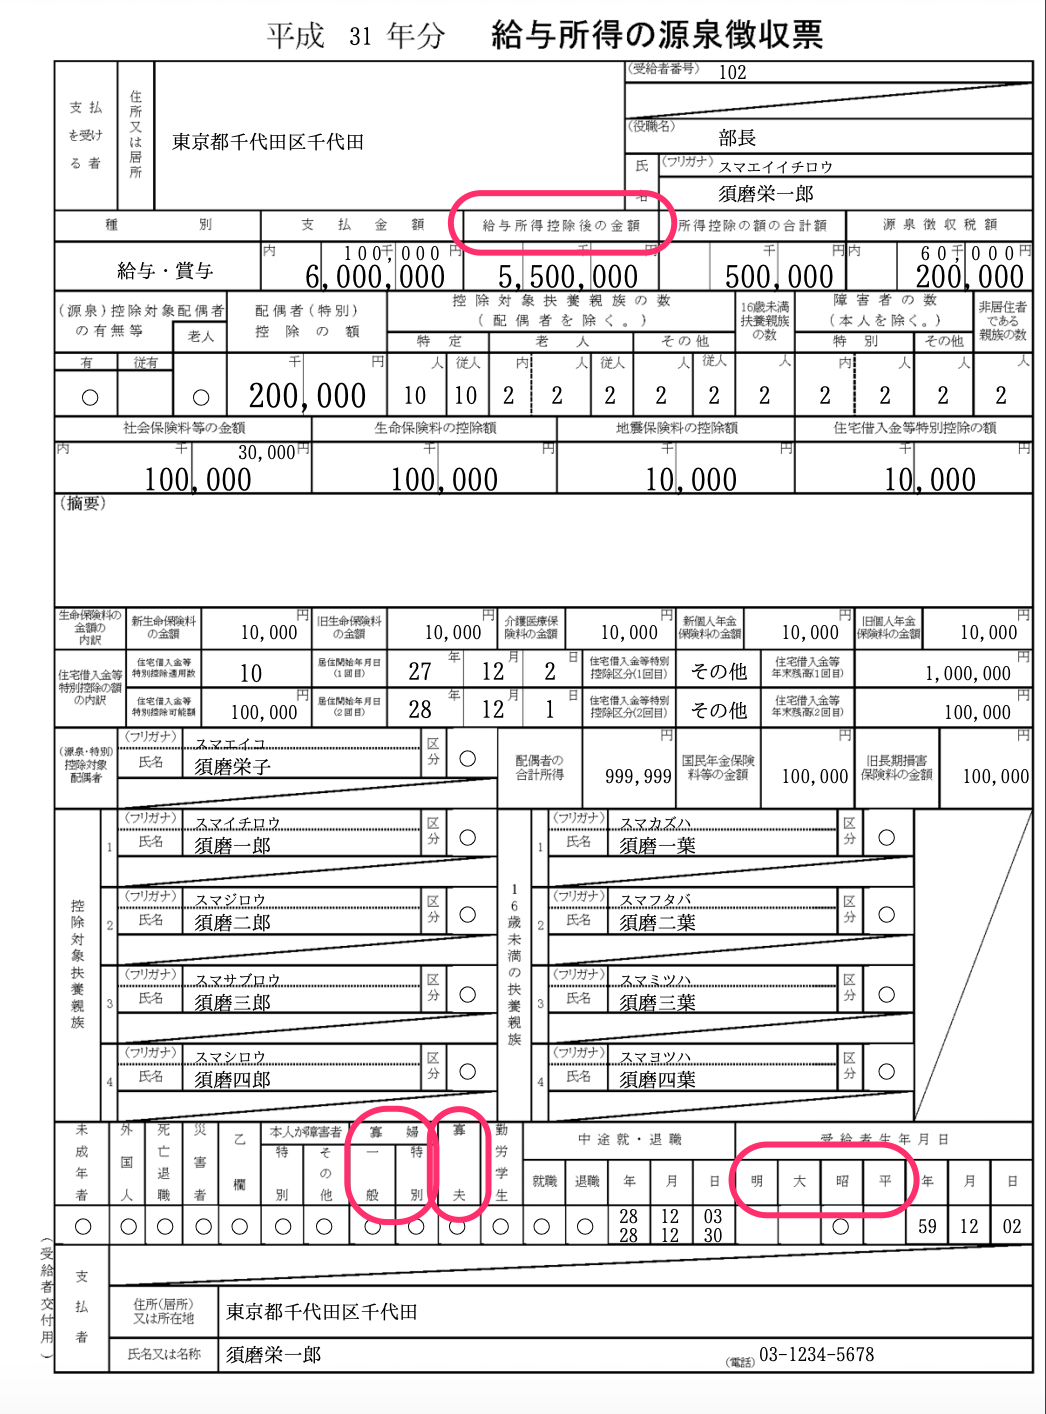 平成 31 年分 給与所得の源泉徴収票
支払を受ける者
住所又は居所
東京都千代田区千代田
(受給者番号) 102
(役職名) 部長
氏名
(フリガナ) スマエイイチロウ
須磨栄一郎
種別 支払金額 給与所得控除後の金額 所得控除の額の合計額 源泉徴収税額
給与・賞与
内 100千,000 円 千 円 千 円 内 60千,000円
6,000,000 5,500,000 500,000 200,000
(源泉)控除対象配偶者の有無等 老人
配偶者(特別)控除の額
控除対象扶養親族の数(配偶者を除く。)
16歳未満扶養親族の数
障害者の数(本人を除く。)
非居住者である親族の数
特定 老人 その他 特別 その他
有 従有 千 円 人 従人 内 人 従人 人 従人 人 内 人 人 人
○ ○ 200,000 10 10 2 2 2 2 2 2 2 2 2 2
社会保険料等の金額 生命保険料の控除額 地震保険料の控除額 住宅借入金等特別控除の額
内 千 30,000円 千 円 千 円 千 円
100,000 100,000 10,000 10,000
(摘要)
生命保険料の金額の内訳
新生命保険料の金額 円 10,000
旧生命保険料の金額 円 10,000
介護医療保険料の金額 円 10,000
新個人年金保険料の金額 円 10,000
旧個人年金保険料の金額 円 10,000
住宅借入金等特別控除の額の内訳
住宅借入金等特別控除適用数 10
居住開始年月日(1回目) 27 年 12 月 2 日
住宅借入金等特別控除区分(1回目) その他
住宅借入金等年末残高(1回目) 円 1,000,000
住宅借入金等特別控除可能額 円 100,000
居住開始年月日(2回目) 28 年 12 月 1 日
住宅借入金等特別控除区分(2回目) その他
住宅借入金等年末残高(2回目) 円 100,000
(源泉・特別)控除対象配偶者
(フリガナ) スマエイコ
氏名 須磨栄子
区分 ○
配偶者の合計所得 円 999,999
国民年金保険料等の金額 円 100,000
旧長期損害保険料の金額 円 100,000
控除対象扶養親族
1 (フリガナ) スマイチロウ
氏名 須磨一郎 区分 ○
2 (フリガナ) スマジロウ
氏名 須磨二郎 区分 ○
3 (フリガナ) スマサブロウ
氏名 須磨三郎 区分 ○
4 (フリガナ) スマシロウ
氏名 須磨四郎 区分 ○
16歳未満の扶養親族
1 (フリガナ) スマカズハ
氏名 須磨一葉 区分 ○
2 (フリガナ) スマフタバ
氏名 須磨二葉 区分 ○
3 (フリガナ) スマミツハ
氏名 須磨三葉 区分 ○
4 (フリガナ) スマヨツハ
氏名 須磨四葉 区分 ○
未成年者 外国人 死亡退職 災害者 乙欄 本人が障害者 寡婦 寡夫 勤労学生 中途就・退職 受給者生年月日
特別 その他 一般 特別 就職 退職 年 月 日 明 大 昭 平 年 月 日
○ ○ ○ ○ ○ ○ ○ ○ ○ ○ ○ ○ ○ 28 12 03 ○ 59 12 02
28 12 30
(受給者交付用)
支払者
住所(居所)又は所在地 東京都千代田区千代田
氏名又は名称 須磨栄一郎 (電話) 03-1234-5678